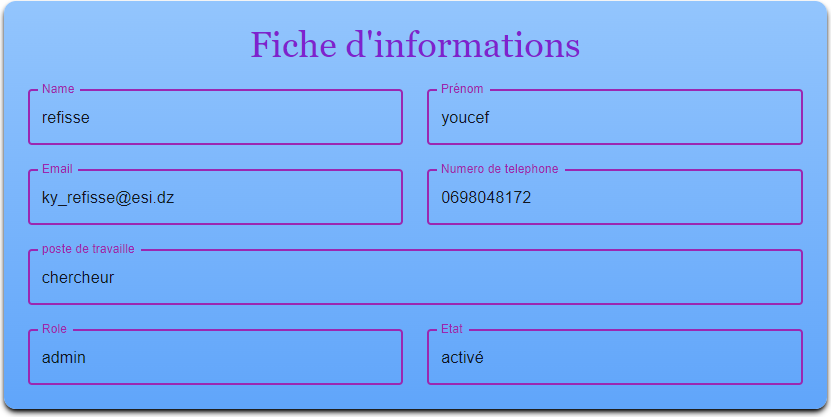 Fiche d'informations
Name
Prénom
refisse
youcef
Email
Numero de telephone
ky_refisse@esi.dz
0698048172
poste de travaille
chercheur
Role
Etat
admin
activé